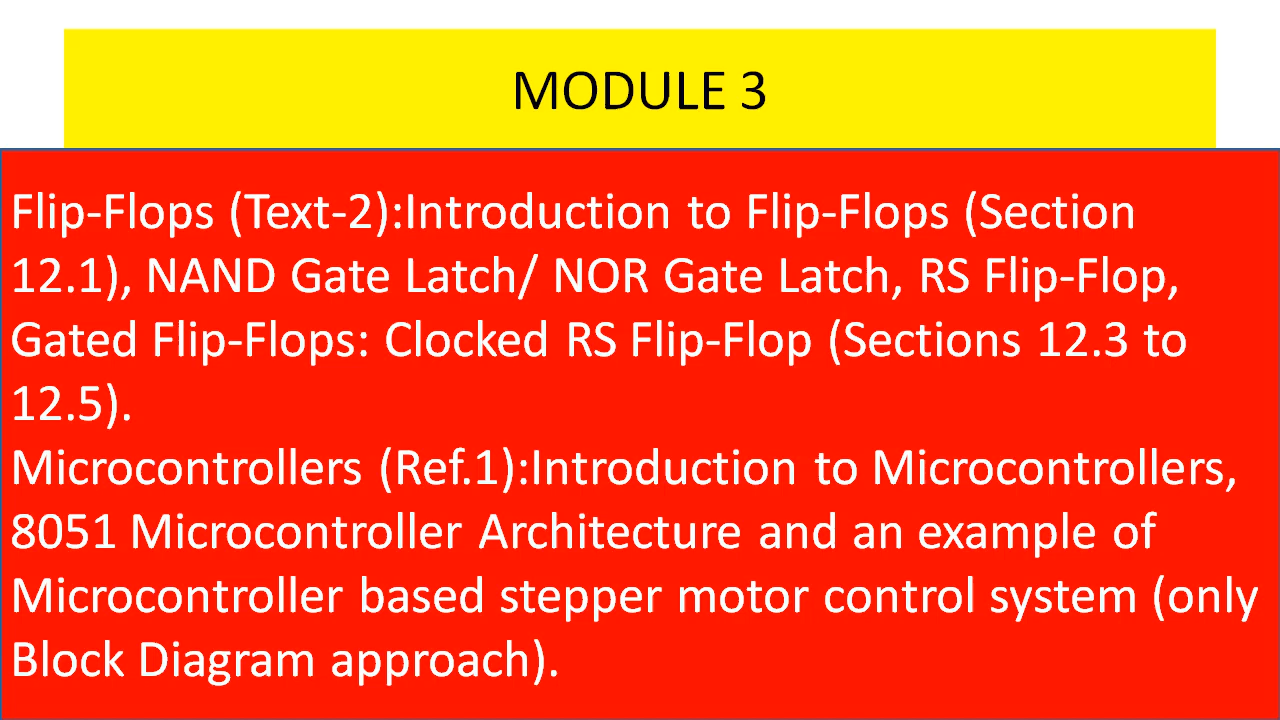 MODULE 3
Flip-Flops (Text-2):Introduction to Flip-Flops (Section
12.1), NAND Gate Latch/ NOR Gate Latch, RS Flip-Flop,
Gated Flip-Flops: Clocked RS Flip-Flop (Sections 12.3 to
12.5).
Microcontrollers (Ref.1):Introduction to Microcontrollers,
8051 Microcontroller Architecture and an example of
Microcontroller based stepper motor control system (only
Block Diagram approach).